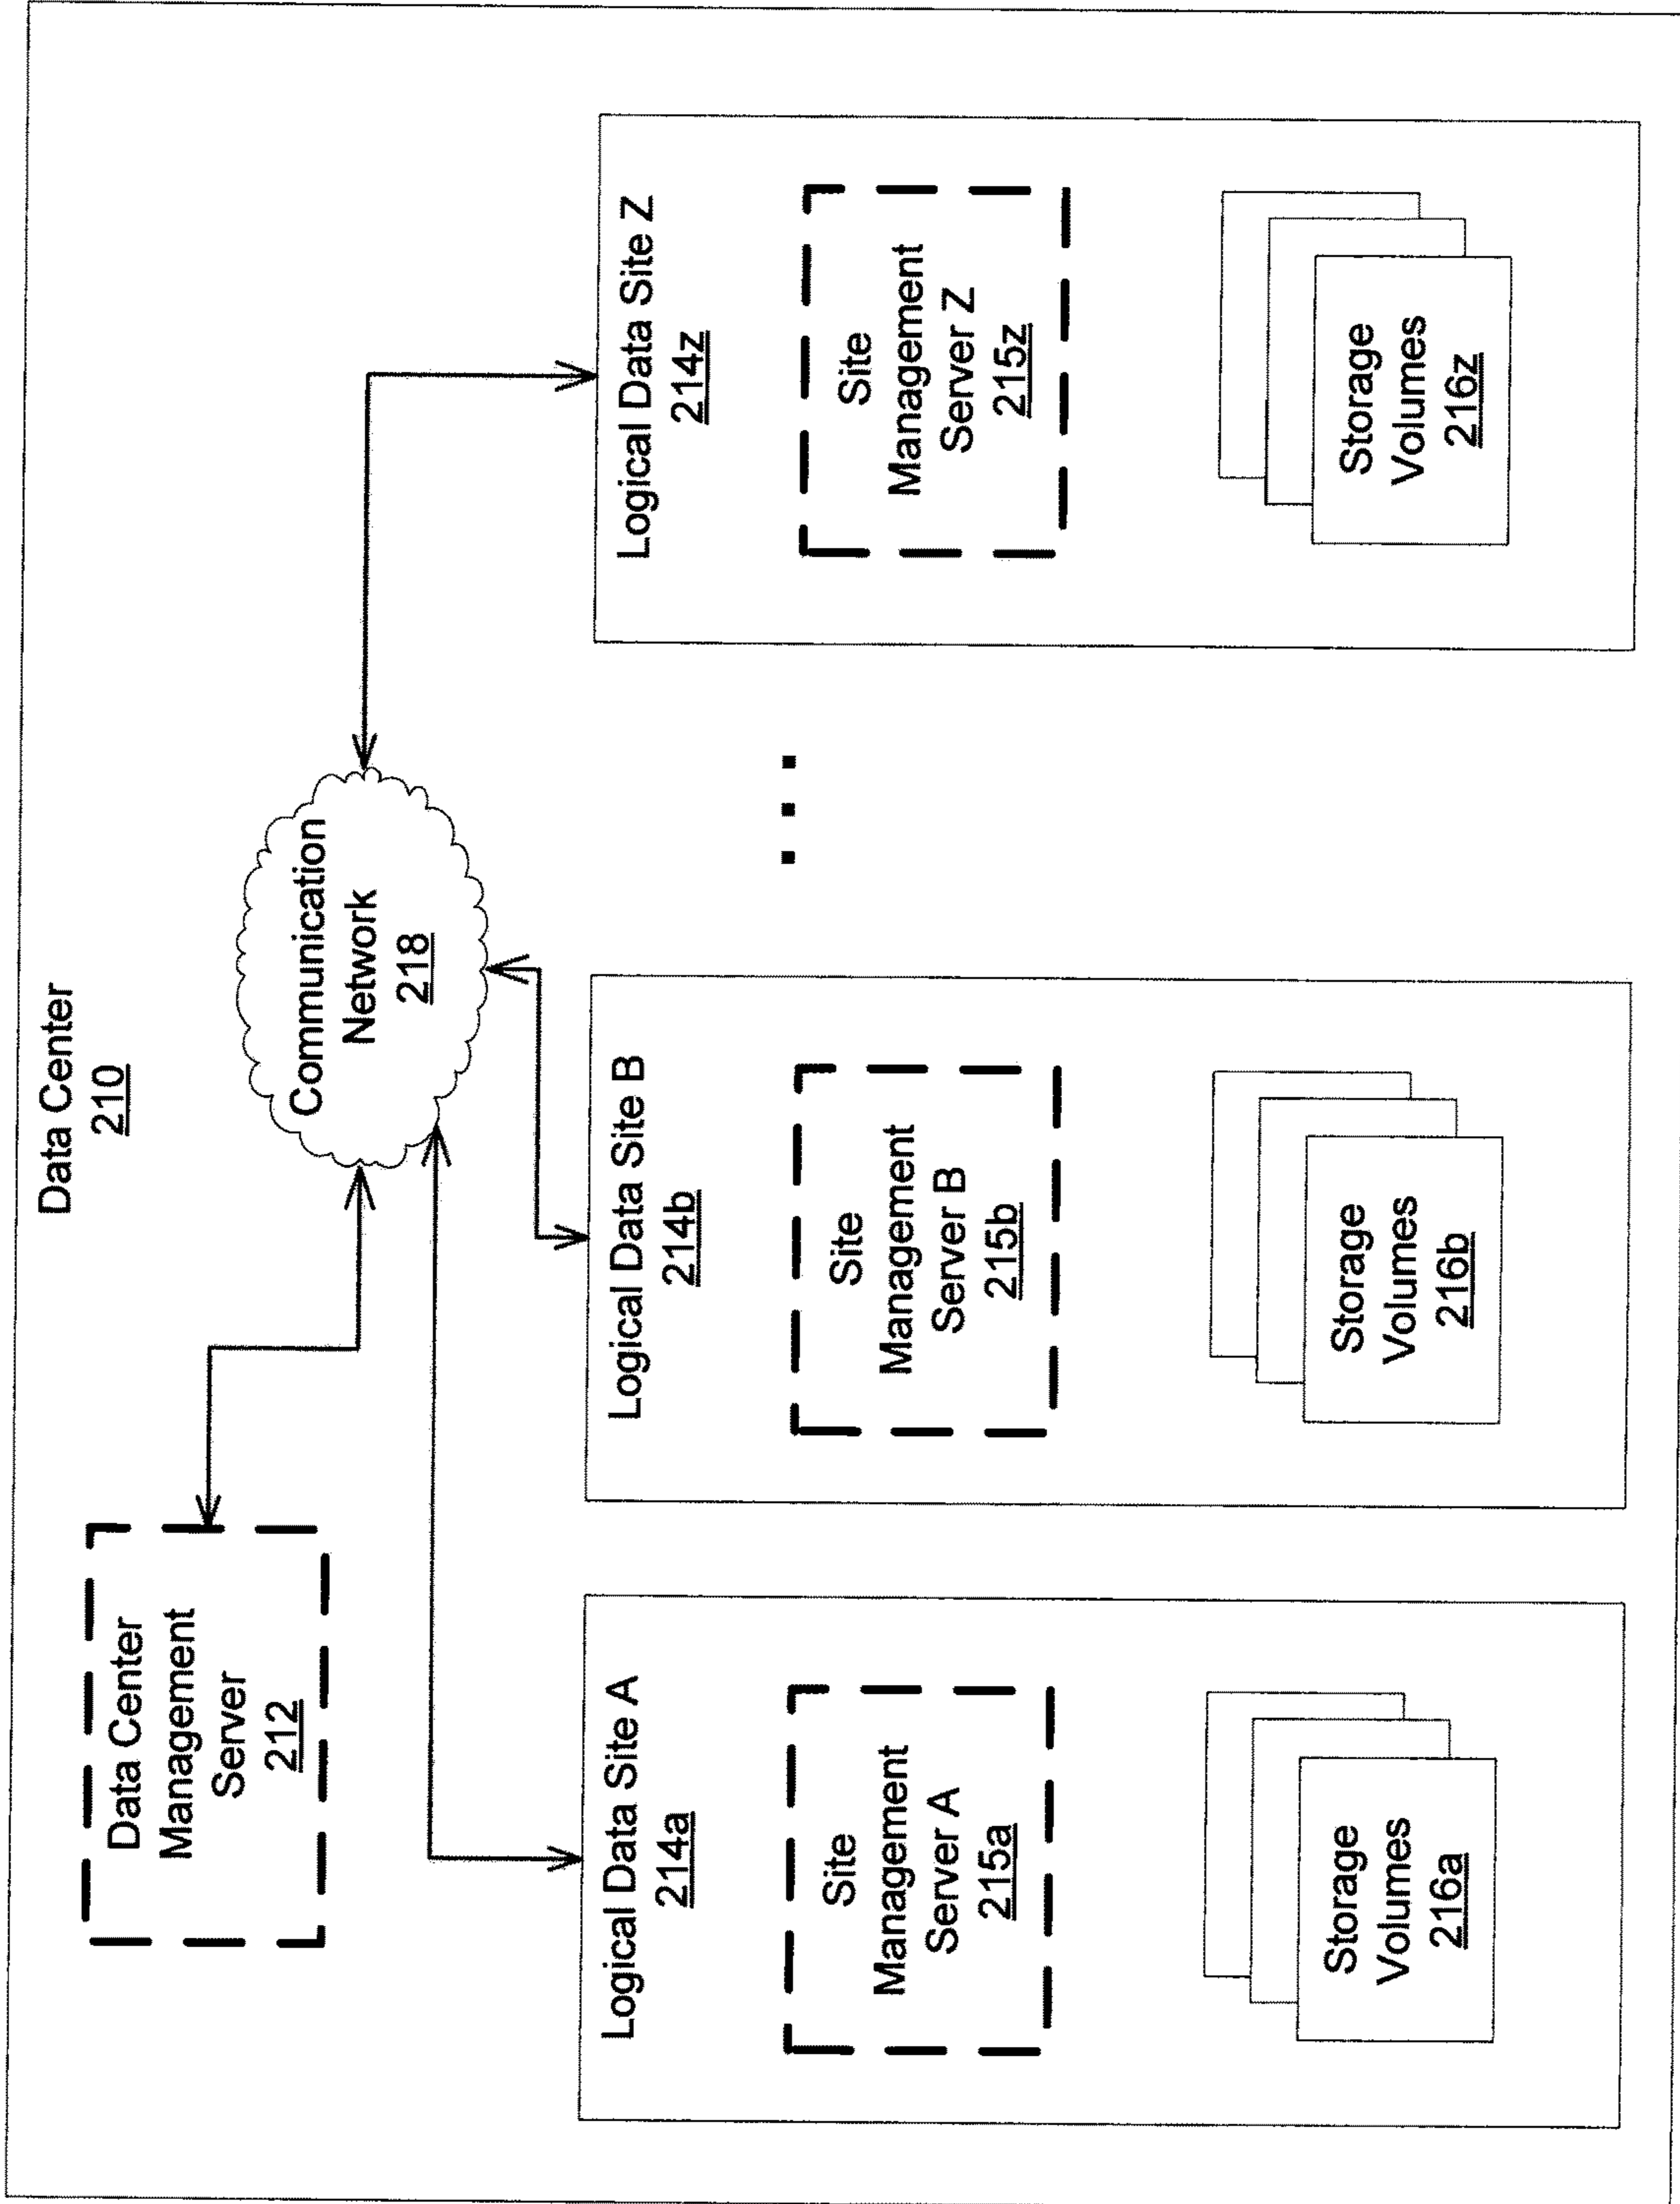 Data Center
210
Data Center
Management
Server
212
Communication
Network
218
Logical Data Site A
214a
Site
Management
Server A
215a
Storage
Volumes
216a
Logical Data Site B
214b
Site
Management
Server B
215b
Storage
Volumes
216b
. . .
Logical Data Site Z
214z
Site
Management
Server Z
215z
Storage
Volumes
216z